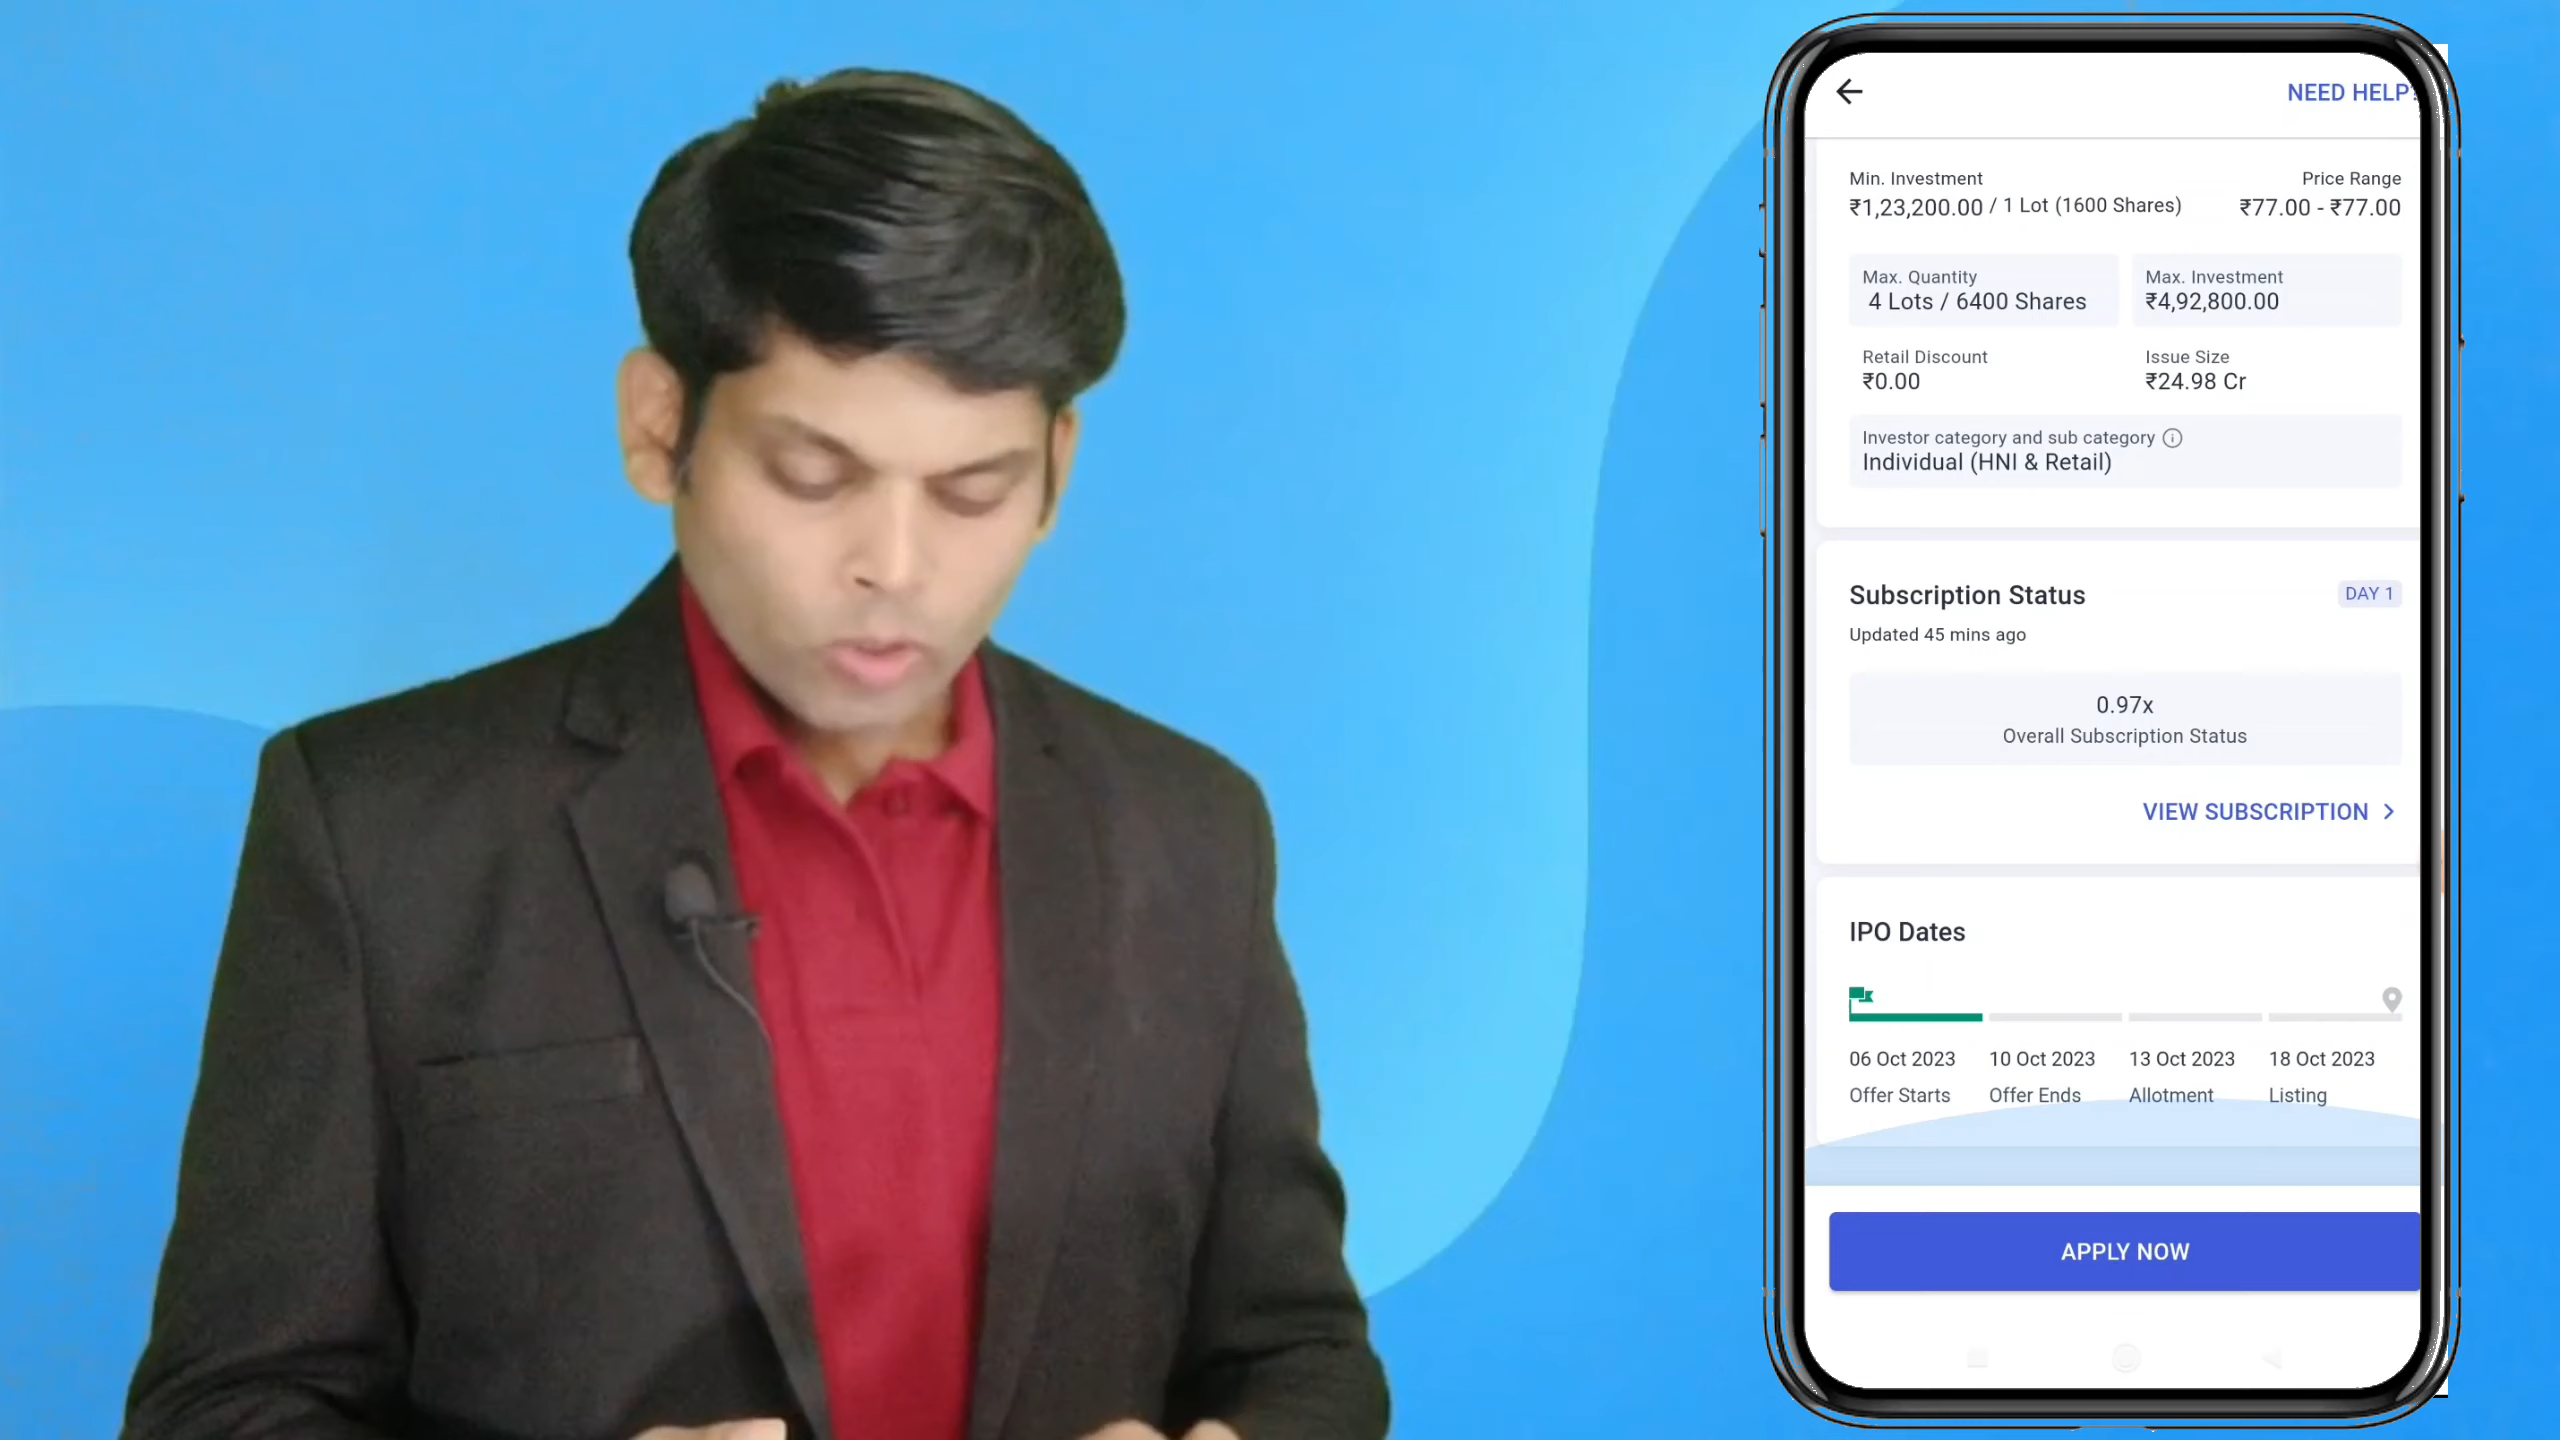 NEED HELP?
Min. Investment
₹1,23,200.00 / 1 Lot (1600 Shares)
Price Range
₹77.00 - ₹77.00
Max. Quantity
4 Lots / 6400 Shares
Max. Investment
₹4,92,800.00
Retail Discount
₹0.00
Issue Size
₹24.98 Cr
Investor category and sub category
Individual (HNI & Retail)
Subscription Status
DAY 1
Updated 45 mins ago
0.97x
Overall Subscription Status
VIEW SUBSCRIPTION
IPO Dates
06 Oct 2023
Offer Starts
10 Oct 2023
Offer Ends
13 Oct 2023
Allotment
18 Oct 2023
Listing
APPLY NOW